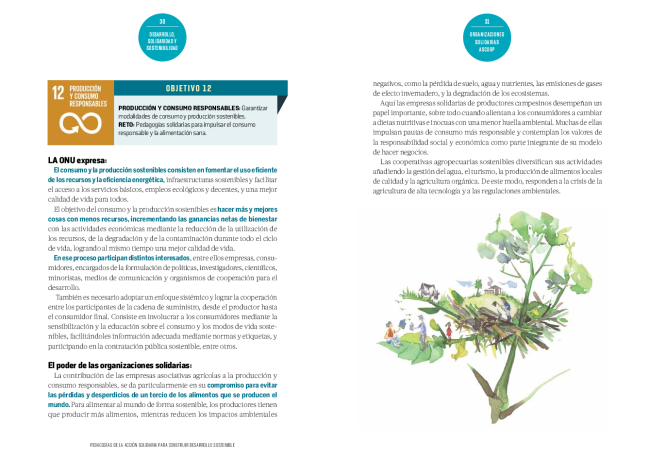 30
DESARROLLO,
SOLIDARIDAD Y
SOSTENIBILIDAD
12 PRODUCCIÓN
Y CONSUMO
RESPONSABLES
OBJETIVO 12
PRODUCCIÓN Y CONSUMO RESPONSABLES: Garantizar
modalidades de consumo y producción sostenibles.
RETO: Pedagogías solidarias para impulsar el consumo
responsable y la alimentación sana.
LA ONU expresa:
El consumo y la producción sostenibles consisten en fomentar el uso eficiente
de los recursos y la eficiencia energética, infraestructuras sostenibles y facilitar
el acceso a los servicios básicos, empleos ecológicos y decentes, y una mejor
calidad de vida para todos.
El objetivo del consumo y la producción sostenibles es hacer más y mejores
cosas con menos recursos, incrementando las ganancias netas de bienestar
con las actividades económicas mediante la reducción de la utilización de
los recursos, de la degradación y de la contaminación durante todo el ciclo
de vida, logrando al mismo tiempo una mejor calidad de vida.
En ese proceso participan distintos interesados, entre ellos empresas, consu-
midores, encargados de la formulación de políticas, investigadores, científicos,
minoristas, medios de comunicación y organismos de cooperación para el
desarrollo.
También es necesario adoptar un enfoque sistémico y lograr la cooperación
entre los participantes de la cadena de suministro, desde el productor hasta
el consumidor final. Consiste en involucrar a los consumidores mediante la
sensibilización y la educación sobre el consumo y los modos de vida soste-
nibles, facilitándoles información adecuada mediante normas y etiquetas, y
participando en la contratación pública sostenible, entre otros.
El poder de las organizaciones solidarias:
La contribución de las empresas asociativas agrícolas a la producción y
consumo responsables, se da particularmente en su compromiso para evitar
las pérdidas y desperdicios de un tercio de los alimentos que se producen el
mundo. Para alimentar al mundo de forma sostenible, los productores tienen
que producir más alimentos, mientras reducen los impactos ambientales
PEDAGOGÍAS DE LA ACCIÓN SOLIDARIA PARA CONSTRUIR DESARROLLO SOSTENIBLE
31
ORGANIZACIONES
SOLIDARIAS
ASCOOP
negativos, como la pérdida de suelo, agua y nutrientes, las emisiones de gases
de efecto invernadero, y la degradación de los ecosistemas.
Aquí las empresas solidarias de productores campesinos desempeñan un
papel importante, sobre todo cuando alientan a los consumidores a cambiar
a dietas nutritivas e inocuas con una menor huella ambiental. Muchas de ellas
impulsan pautas de consumo más responsable y contemplan los valores de
la responsabilidad social y económica como parte integrante de su modelo
de hacer negocios.
Las cooperativas agropecuarias sostenibles diversifican sus actividades
añadiendo la gestión del agua, el turismo, la producción de alimentos locales
de calidad y la agricultura orgánica. De este modo, responden a la crisis de la
agricultura de alta tecnología y a las regulaciones ambientales.